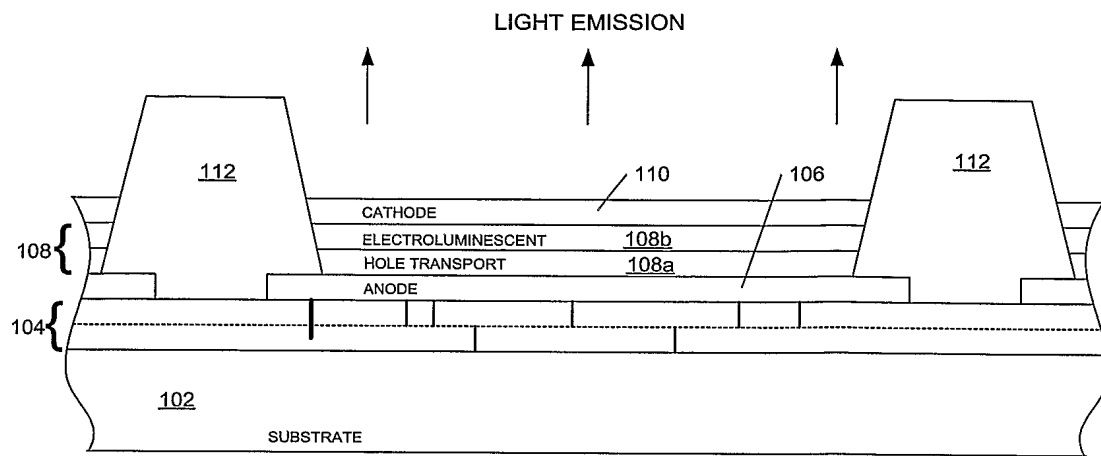 LIGHT EMISSION
112
112
110
106
CATHODE
108
ELECTROLUMINESCENT 108b
HOLE TRANSPORT 108a
ANODE
104
102
SUBSTRATE